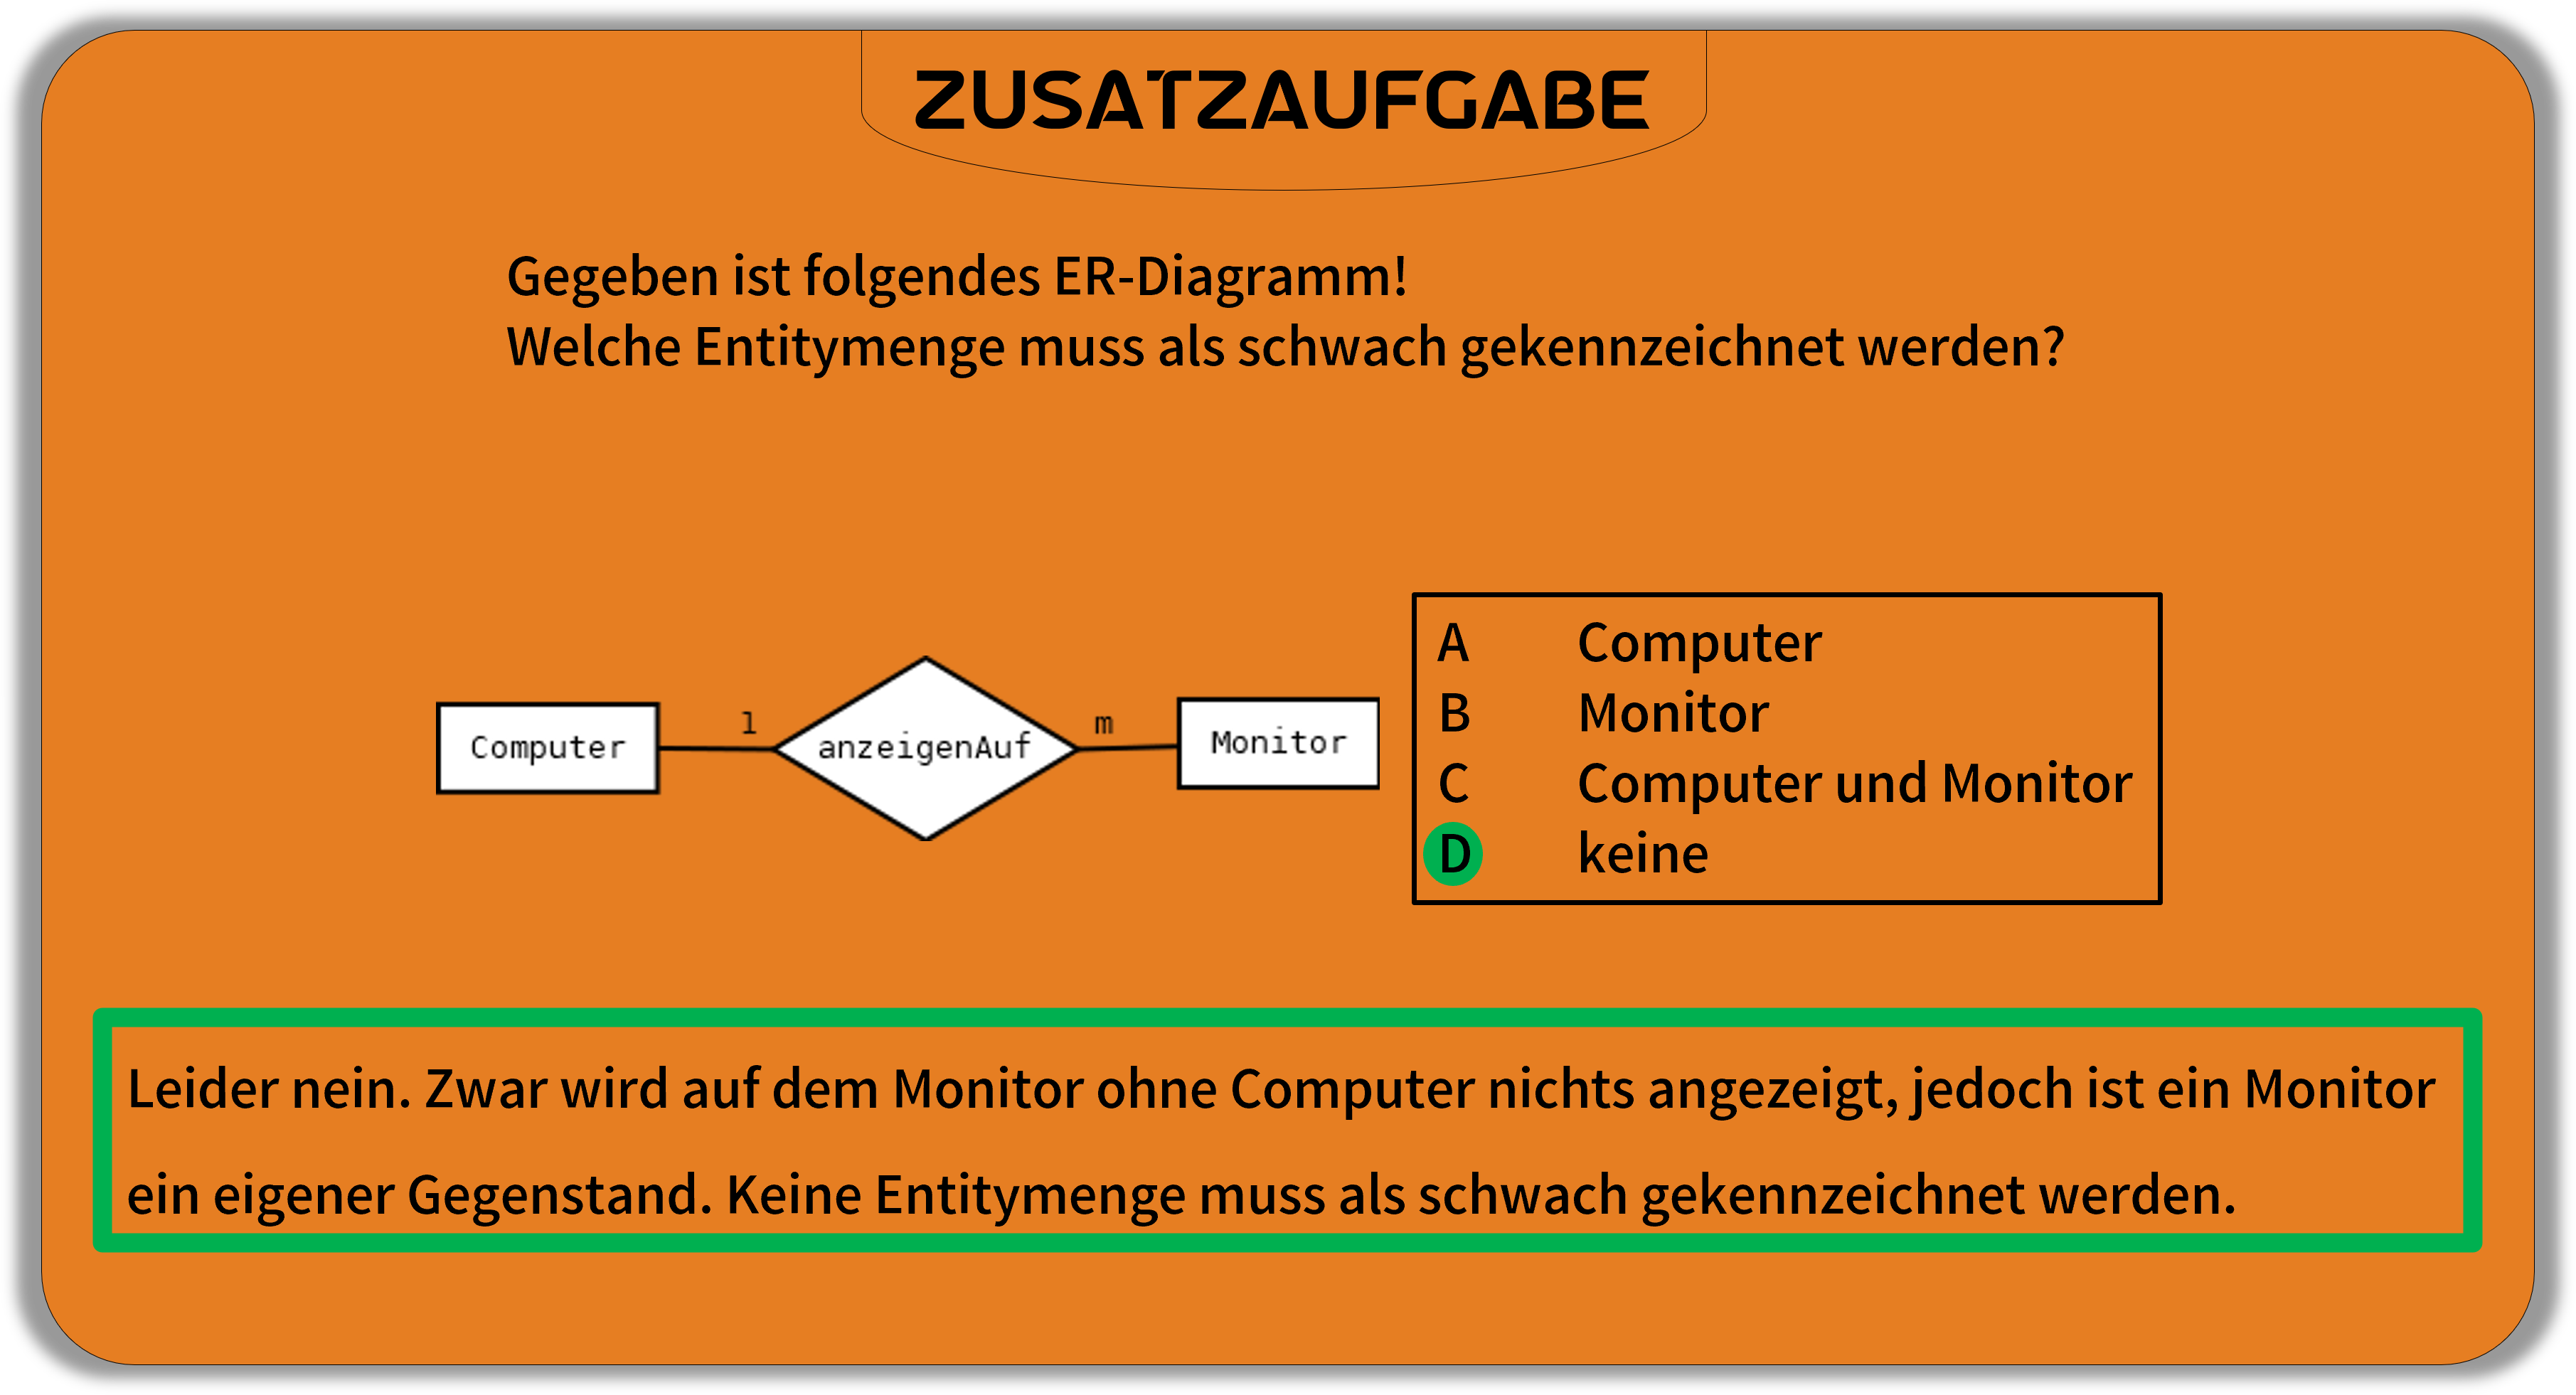 ZUSATZAUFGABE
Gegeben ist folgendes ER-Diagramm!
Welche Entitymenge muss als schwach gekennzeichnet werden?
Computer
1
anzeigenAuf
m
Monitor
A Computer
B Monitor
C Computer und Monitor
D keine
Leider nein. Zwar wird auf dem Monitor ohne Computer nichts angezeigt, jedoch ist ein Monitor
ein eigener Gegenstand. Keine Entitymenge muss als schwach gekennzeichnet werden.